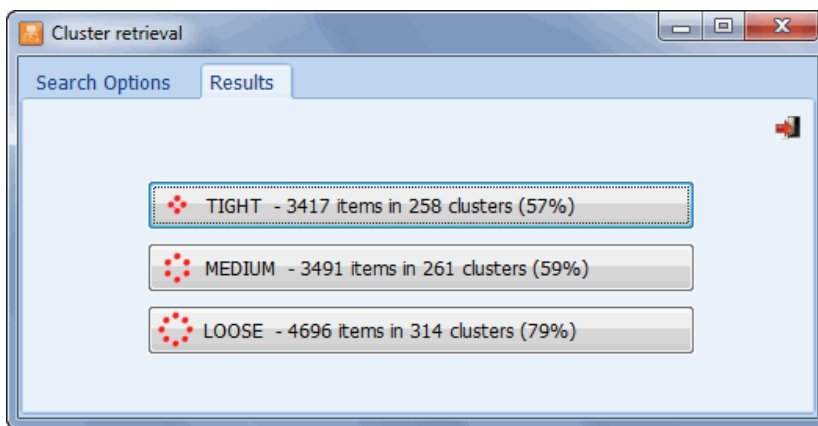 Cluster retrieval
Search Options Results
TIGHT - 3417 items in 258 clusters (57%)
MEDIUM - 3491 items in 261 clusters (59%)
LOOSE - 4696 items in 314 clusters (79%)